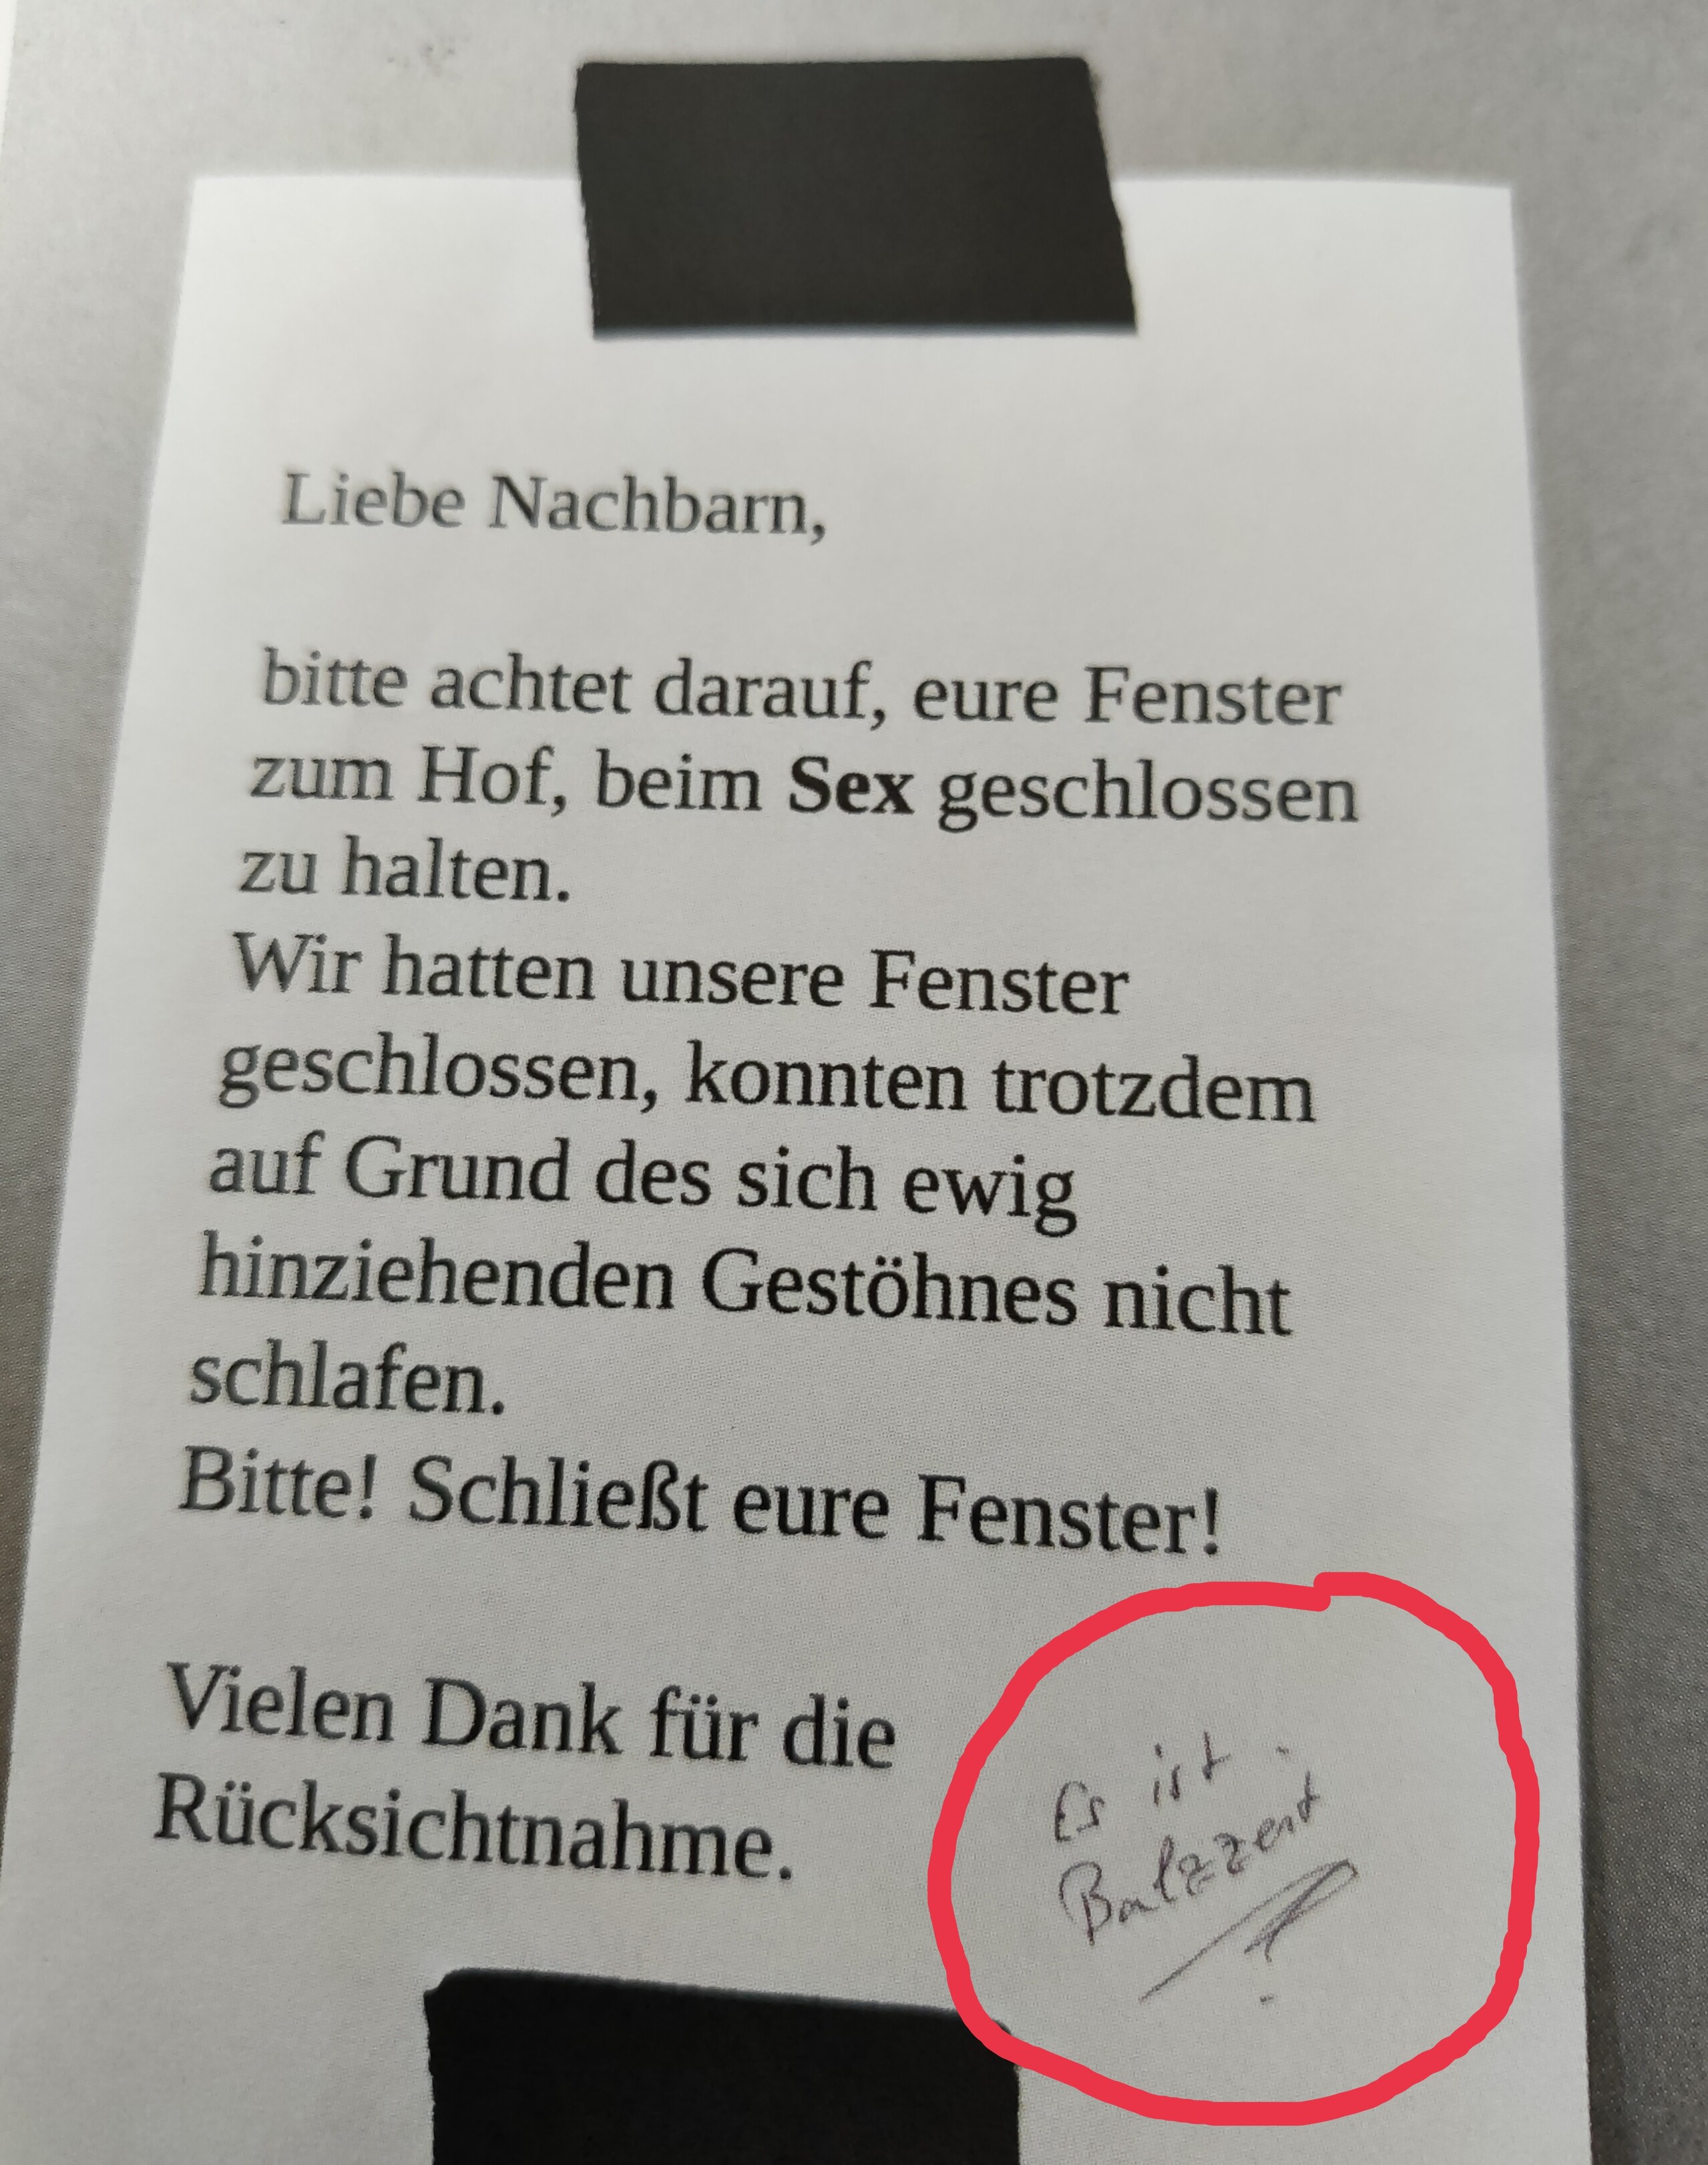 Liebe Nachbarn,
bitte achtet darauf, eure Fenster
zum Hof, beim Sex geschlossen
zu halten.
Wir hatten unsere Fenster
geschlossen, konnten trotzdem
auf Grund des sich ewig
hinziehenden Gestöhnes nicht
schlafen.
Bitte! Schließt eure Fenster!
Vielen Dank für die
Rücksichtnahme.
Es ist
Balzzeit